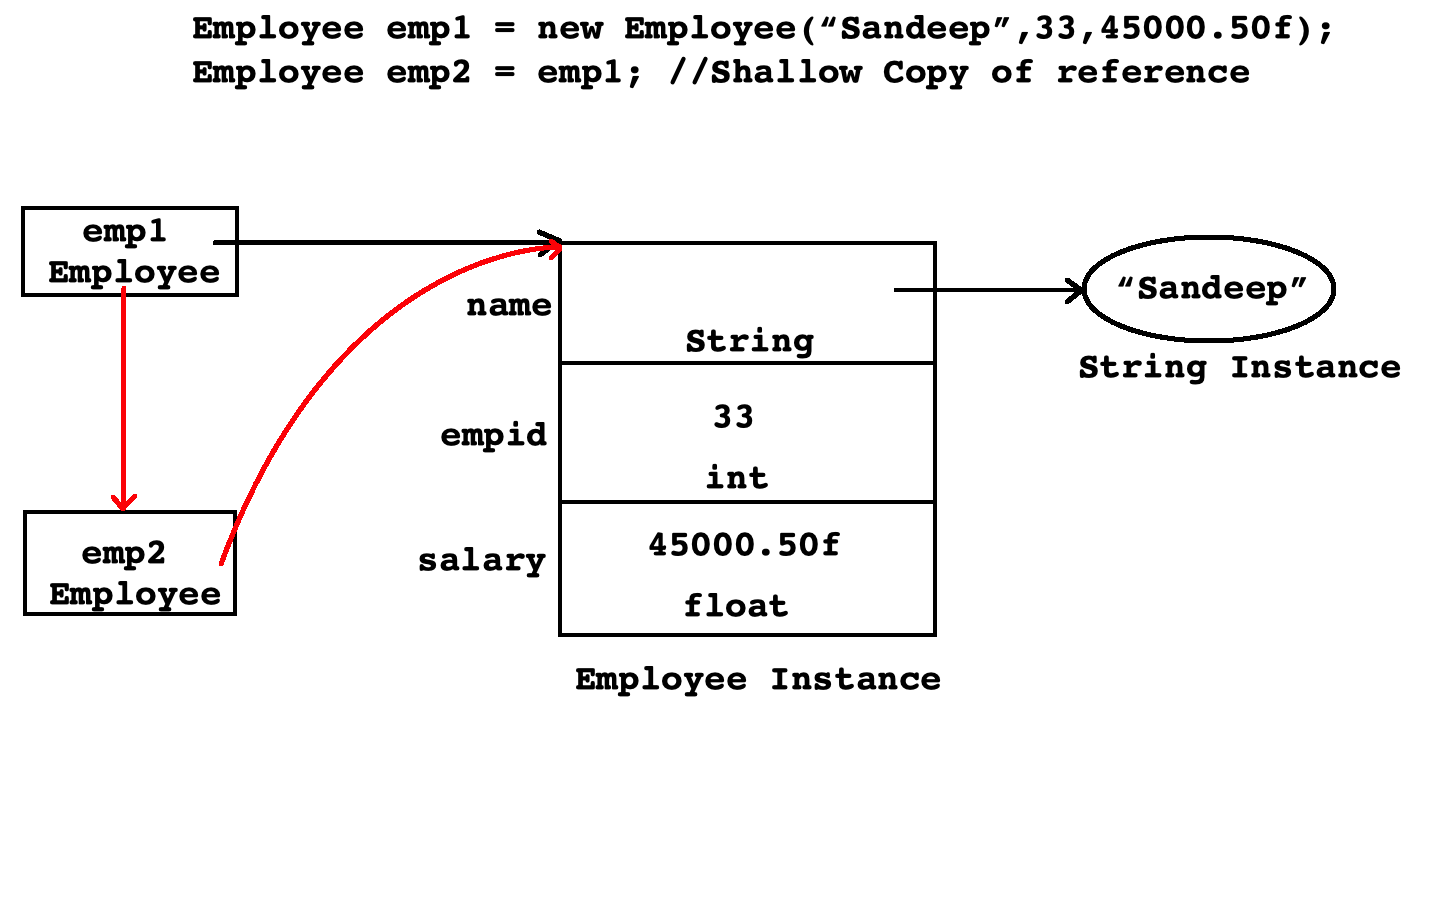 Employee emp1 = new Employee(“Sandeep”,33,45000.50f);
Employee emp2 = emp1; //Shallow Copy of reference
emp1
Employee
name
String
“Sandeep”
String Instance
33
empid
int
emp2
Employee
salary
45000.50f
float
Employee Instance